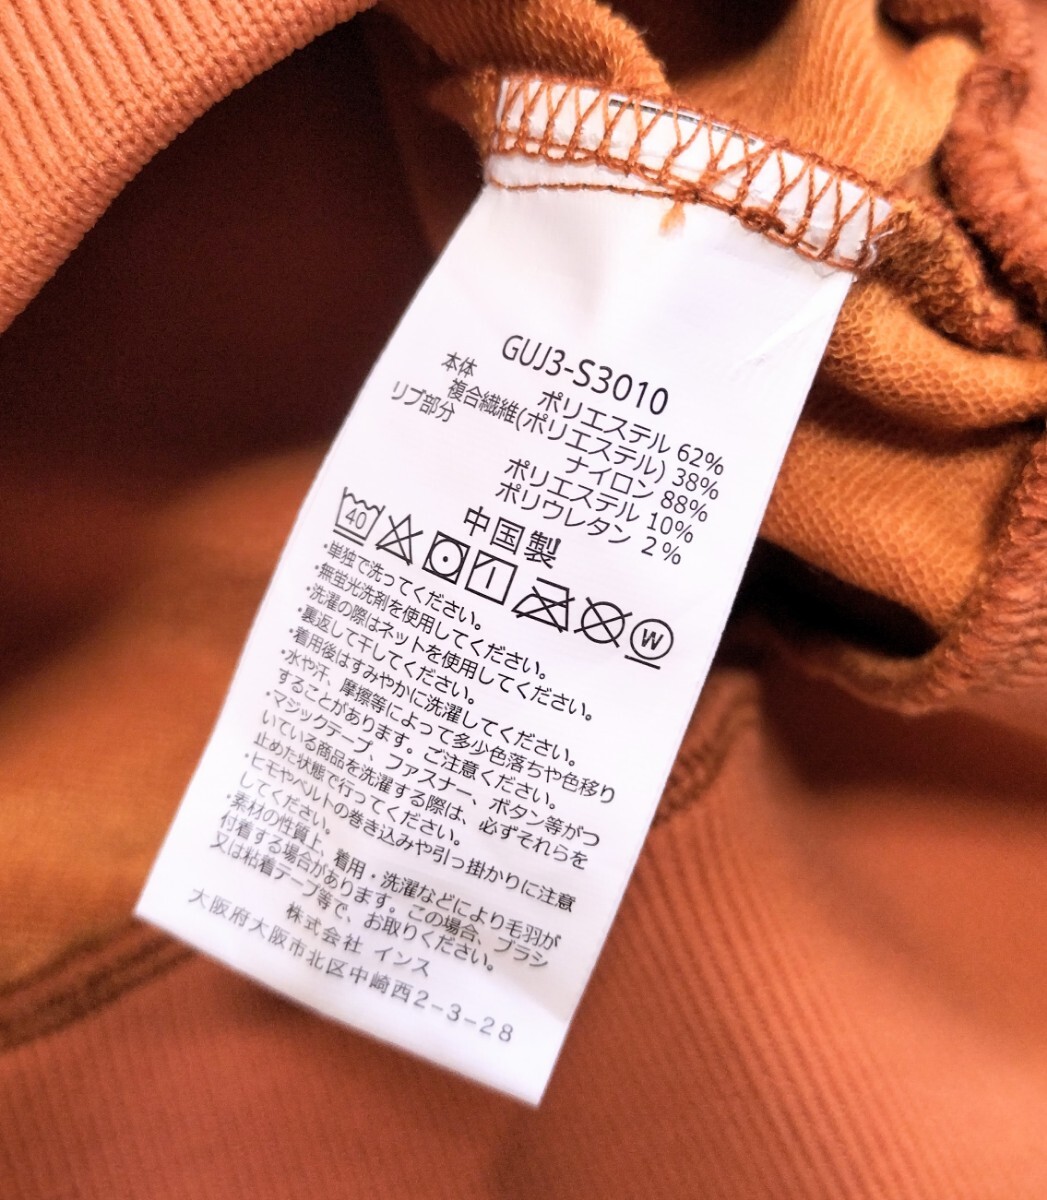 GUJ3-S3010
本体 ポリエステル 62%
複合繊維(ポリエステル) 38%
リブ部分 ナイロン 88%
ポリエステル 10%
ポリウレタン 2%
中国製
40 W
・単独で洗ってください。
・無蛍光洗剤を使用してください。
・洗濯の際はネットを使用してください。
・裏返して干してください。
・着用後はすみやかに洗濯してください。
・水や汗、摩擦等によって多少色落ちや色移り
することがあります。ご注意ください。
・マジックテープ、ファスナー、ボタン等がつ
いている商品を洗濯する際は、必ずそれらを
止めた状態で行ってください。
・ヒモやベルトの巻き込みや引っ掛かりに注意
してください。
・素材の性質上、着用・洗濯などにより毛羽が
付着する場合があります。この場合、ブラシ
又は粘着テープ等で、お取りください。
株式会社 インス
大阪府大阪市北区中崎西2-3-28